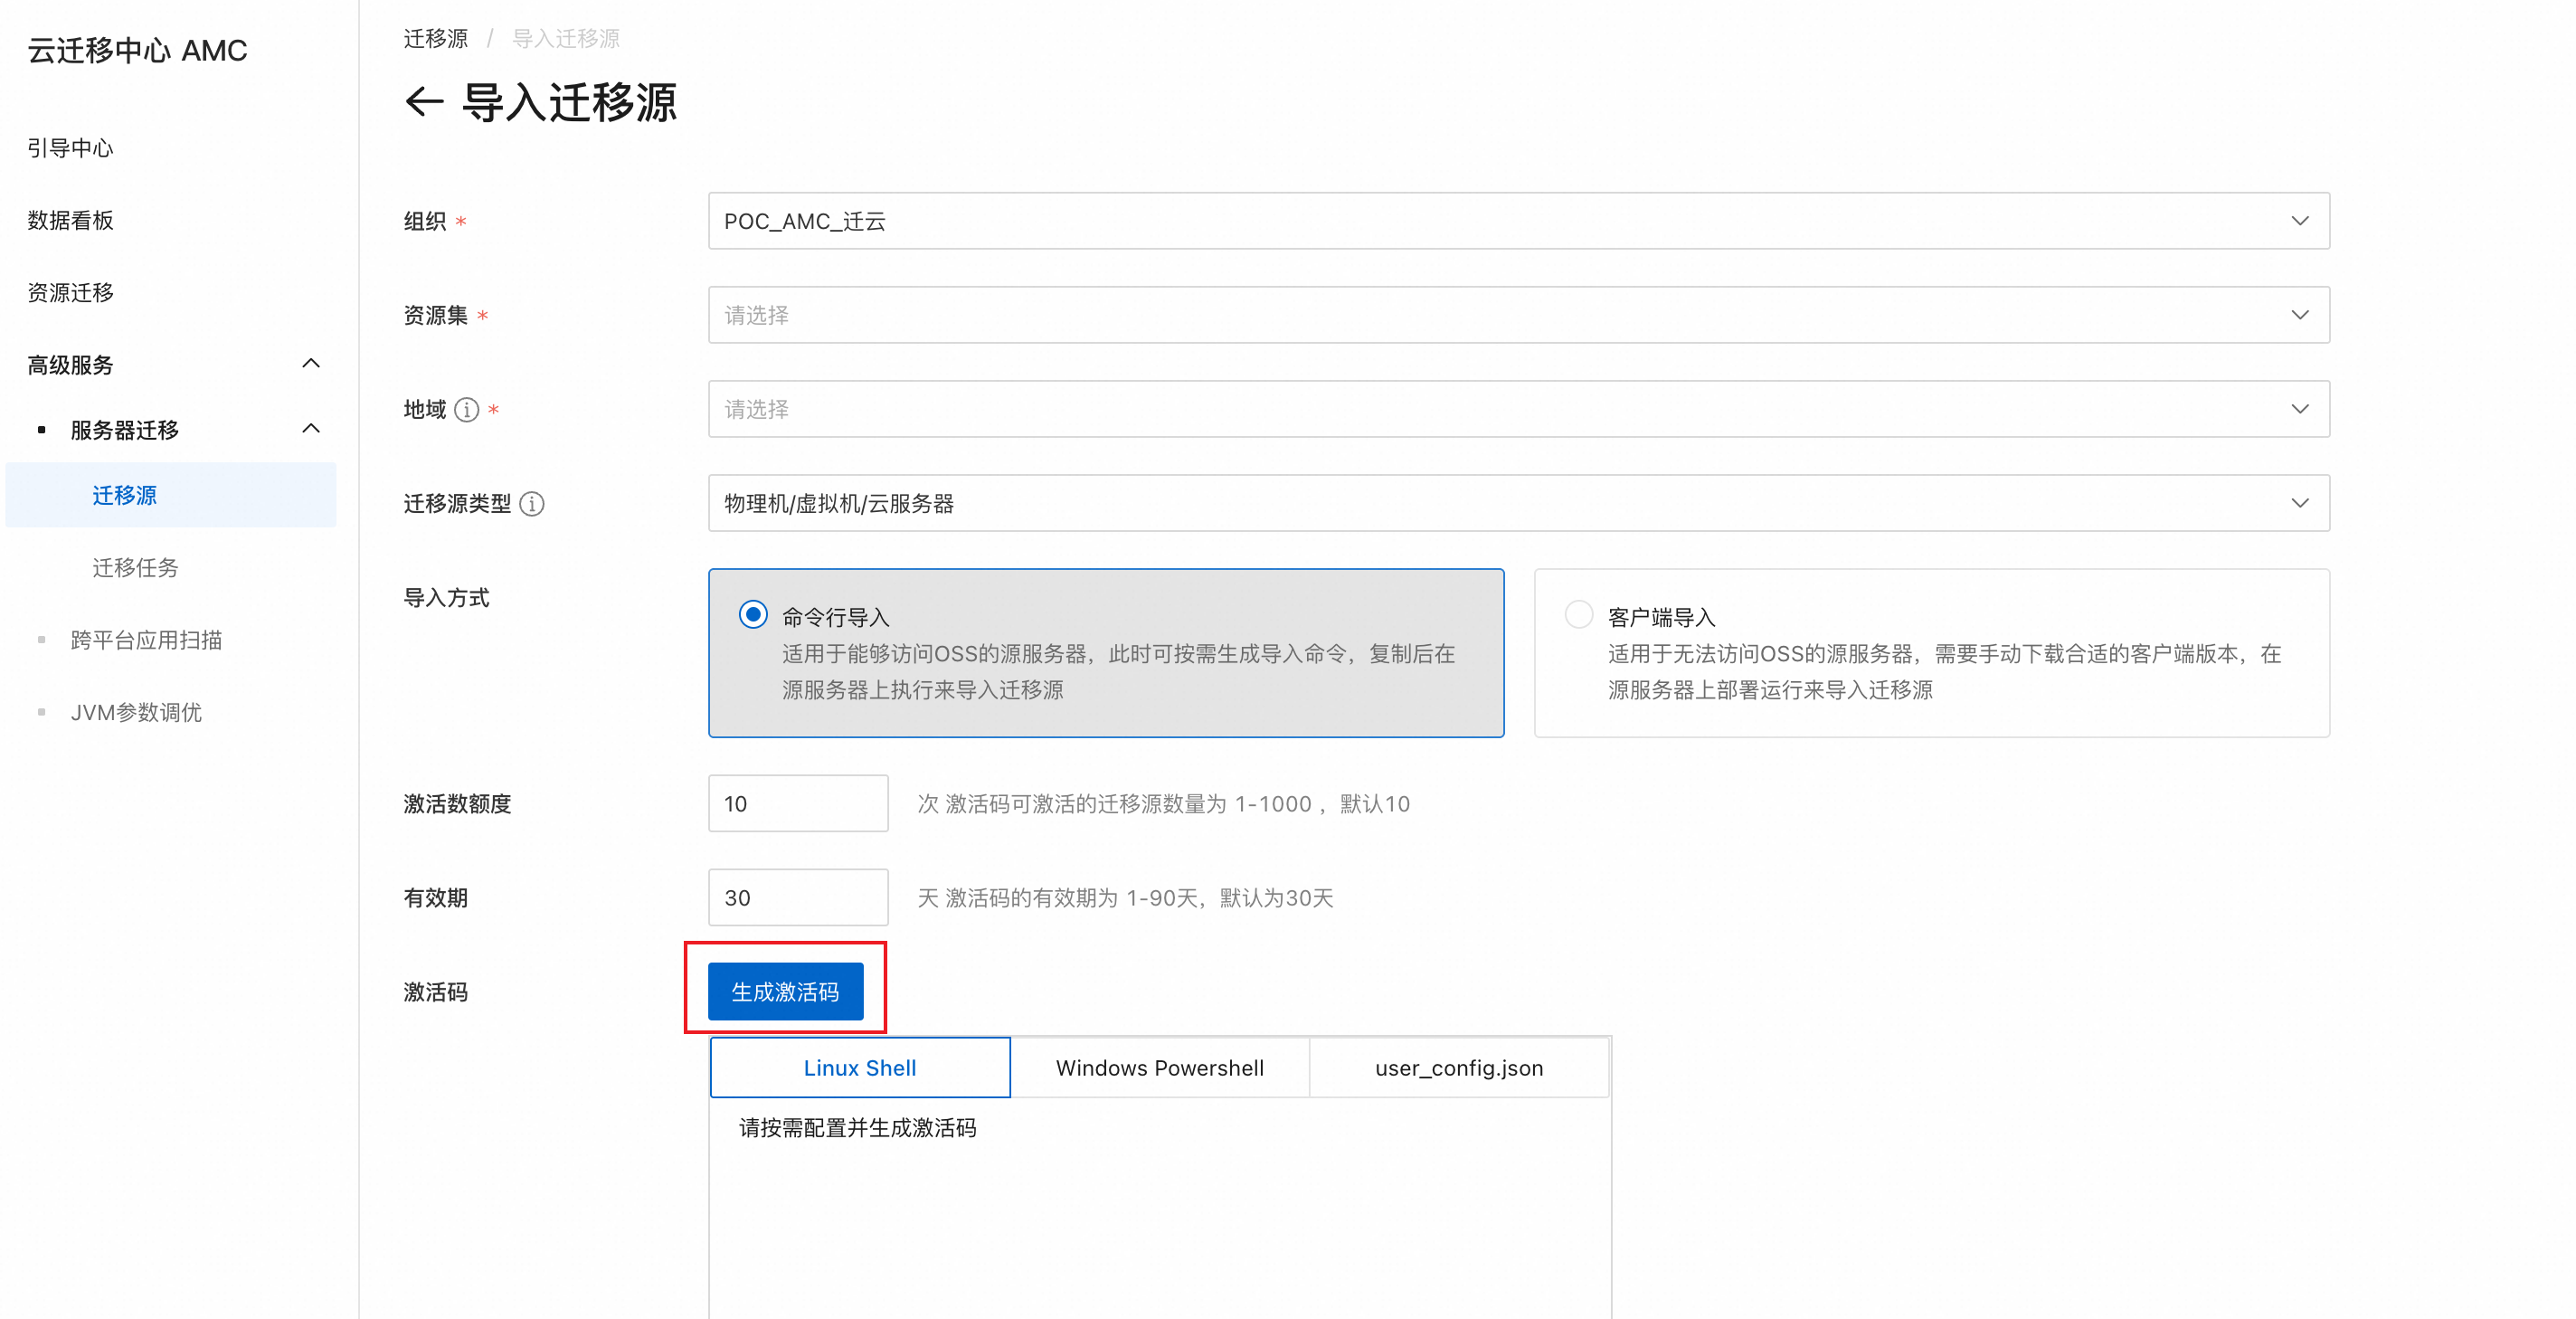 云迁移中心 AMC
引导中心
数据看板
资源迁移
高级服务
服务器迁移
迁移源
迁移任务
跨平台应用扫描
JVM参数调优
迁移源 / 导入迁移源
← 导入迁移源
组织 *
POC_AMC_迁云
资源集 *
请选择
地域 *
请选择
迁移源类型
物理机/虚拟机/云服务器
导入方式
命令行导入
适用于能够访问OSS的源服务器，此时可按需生成导入命令，复制后在
源服务器上执行来导入迁移源
客户端导入
适用于无法访问OSS的源服务器，需要手动下载合适的客户端版本，在
源服务器上部署运行来导入迁移源
激活数额度
10
次 激活码可激活的迁移源数量为 1-1000 ，默认10
有效期
30
天 激活码的有效期为 1-90天，默认为30天
激活码
生成激活码
Linux Shell
Windows Powershell
user_config.json
请按需配置并生成激活码